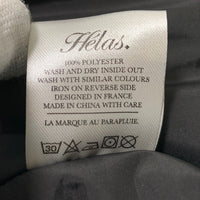 Hélas.
100% POLYESTER
WASH AND DRY INSIDE OUT
WASH WITH SIMILAR COLOURS
IRON ON REVERSE SIDE
DESIGNED IN FRANCE
MADE IN CHINA WITH CARE
LA MARQUE AU PARAPLUIE.
30